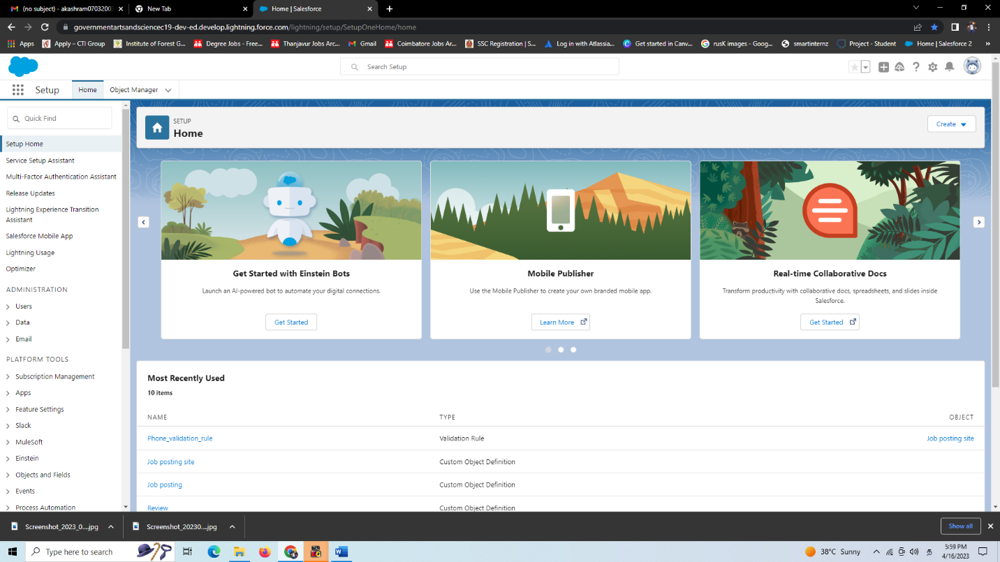 (no subject) - akashram0703200
New Tab
Home | Salesforce
governmentartsandsciencec19-dev-ed.develop.lightning.force.com/lightning/setup/SetupOneHome/home
Apps
Apply – CTI Group
Institute of Forest G...
Degree Jobs - Free...
Thanjavur Jobs Arc...
Gmail
Coimbatore Jobs Ar...
SSC Registration | S...
Log in with Atlassia...
Get started in Canv...
rusK images - Goog...
smartinternz
Project - Student
Home | Salesforce 2
Search Setup
Setup
Home
Object Manager
Quick Find
Setup Home
Service Setup Assistant
Multi-Factor Authentication Assistant
Release Updates
Lightning Experience Transition
Assistant
Salesforce Mobile App
Lightning Usage
Optimizer
ADMINISTRATION
Users
Data
Email
PLATFORM TOOLS
Subscription Management
Apps
Feature Settings
Slack
MuleSoft
Einstein
Objects and Fields
Events
Process Automation
SETUP
Home
Create
Get Started with Einstein Bots
Launch an AI-powered bot to automate your digital connections.
Get Started
Mobile Publisher
Use the Mobile Publisher to create your own branded mobile app.
Learn More
Real-time Collaborative Docs
Transform productivity with collaborative docs, spreadsheets, and slides inside
Salesforce.
Get Started
Most Recently Used
10 items
NAME TYPE OBJECT
Phone_validation_rule Validation Rule Job posting site
Job posting site Custom Object Definition
Job posting Custom Object Definition
Review Custom Object Definition
Screenshot_2023_0....jpg
Screenshot_20230....jpg
Show all
Type here to search
38°C Sunny
5:59 PM
4/16/2023